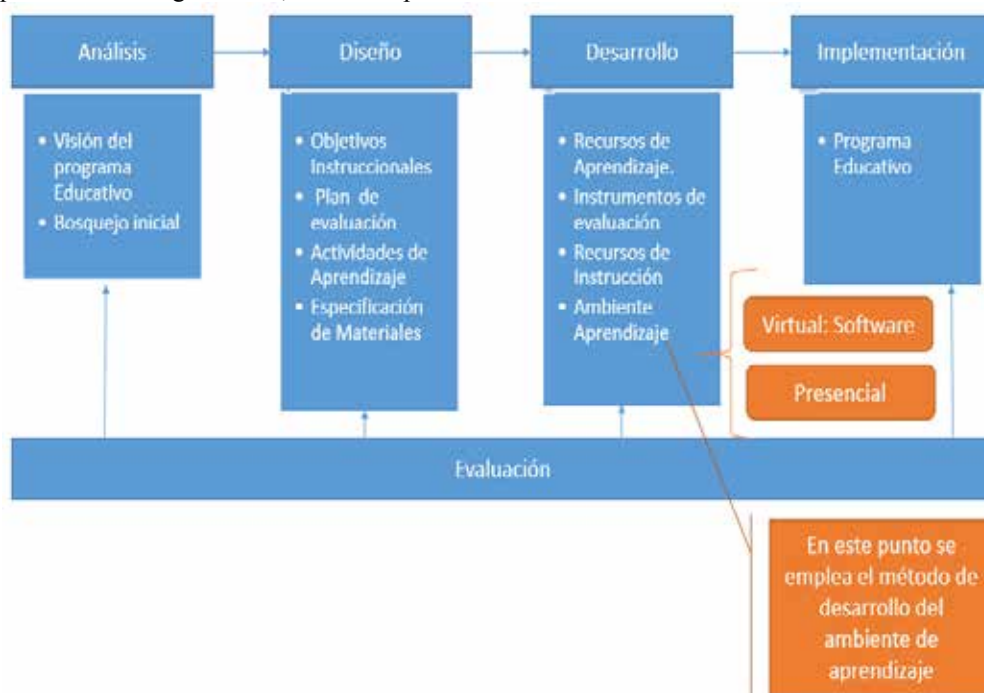 Análisis
Diseño
Desarrollo
Implementación
• Visión del
programa
Educativo
• Bosquejo inicial
• Objetivos
Instruccionales
• Plan de
evaluación
• Actividades de
Aprendizaje
• Especificación
de Materiales
• Recursos de
Aprendizaje.
• Instrumentos de
evaluación
• Recursos de
Instrucción
• Ambiente
Aprendizaje
• Programa
Educativo
Virtual: Software
Presencial
Evaluación
En este punto se
emplea el método de
desarrollo del
ambiente de
aprendizaje